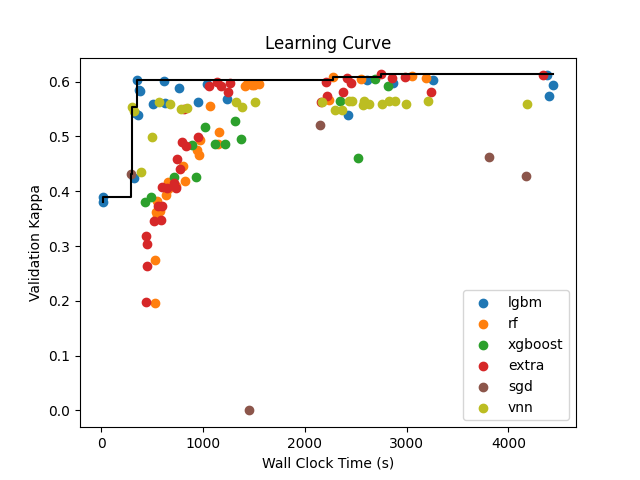 Learning Curve
0.6
0.5
0.4
0.3
0.2
0.1
0.0
Validation Kappa
0
1000
2000
3000
4000
Wall Clock Time (s)
lgbm
rf
xgboost
extra
sgd
vnn